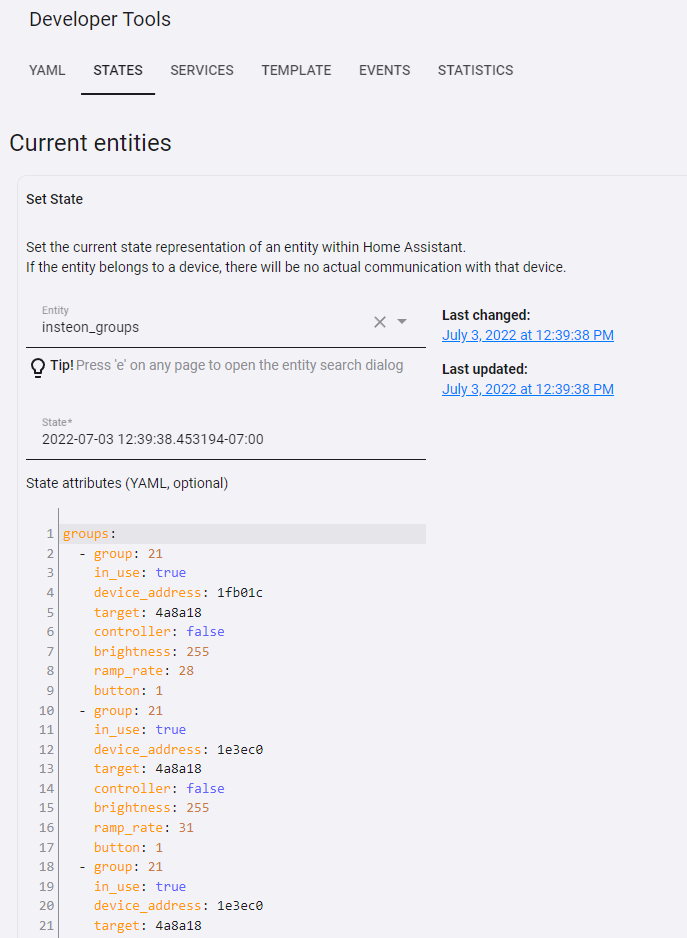 Developer Tools
YAML STATES SERVICES TEMPLATE EVENTS STATISTICS
Current entities
Set State
Set the current state representation of an entity within Home Assistant.
If the entity belongs to a device, there will be no actual communication with that device.
Entity
insteon_groups
Tip! Press 'e' on any page to open the entity search dialog
State*
2022-07-03 12:39:38.453194-07:00
Last changed:
July 3, 2022 at 12:39:38 PM
Last updated:
July 3, 2022 at 12:39:38 PM
State attributes (YAML, optional)
1 groups:
2   - group: 21
3     in_use: true
4     device_address: 1fb01c
5     target: 4a8a18
6     controller: false
7     brightness: 255
8     ramp_rate: 28
9     button: 1
10   - group: 21
11     in_use: true
12     device_address: 1e3ec0
13     target: 4a8a18
14     controller: false
15     brightness: 255
16     ramp_rate: 31
17     button: 1
18   - group: 21
19     in_use: true
20     device_address: 1e3ec0
21     target: 4a8a18